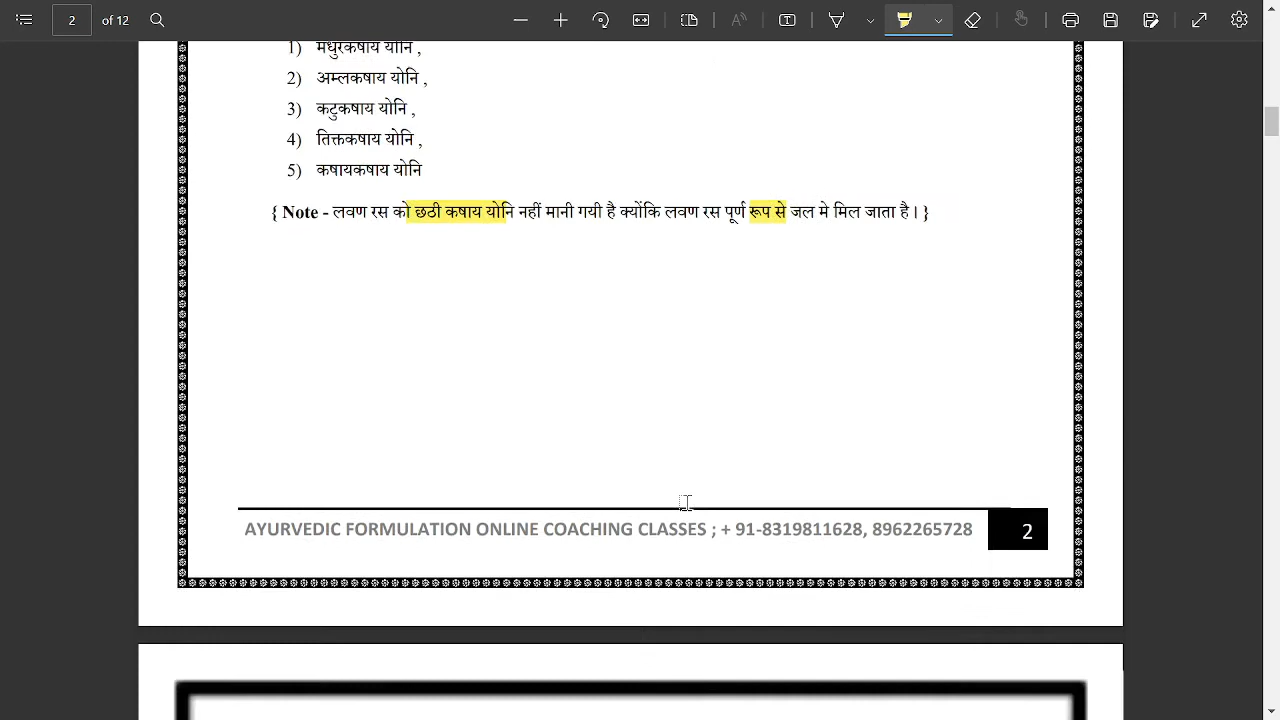 2 of 12
1) मधुरकषाय योनि ,
2) अम्लकषाय योनि ,
3) कटुकषाय योनि ,
4) तिक्तकषाय योनि ,
5) कषायकषाय योनि
{ Note - लवण रस को छठी कषाय योनि नहीं मानी गयी है क्योंकि लवण रस पूर्ण रूप से जल मे मिल जाता है । }
AYURVEDIC FORMULATION ONLINE COACHING CLASSES ; + 91-8319811628, 8962265728 2